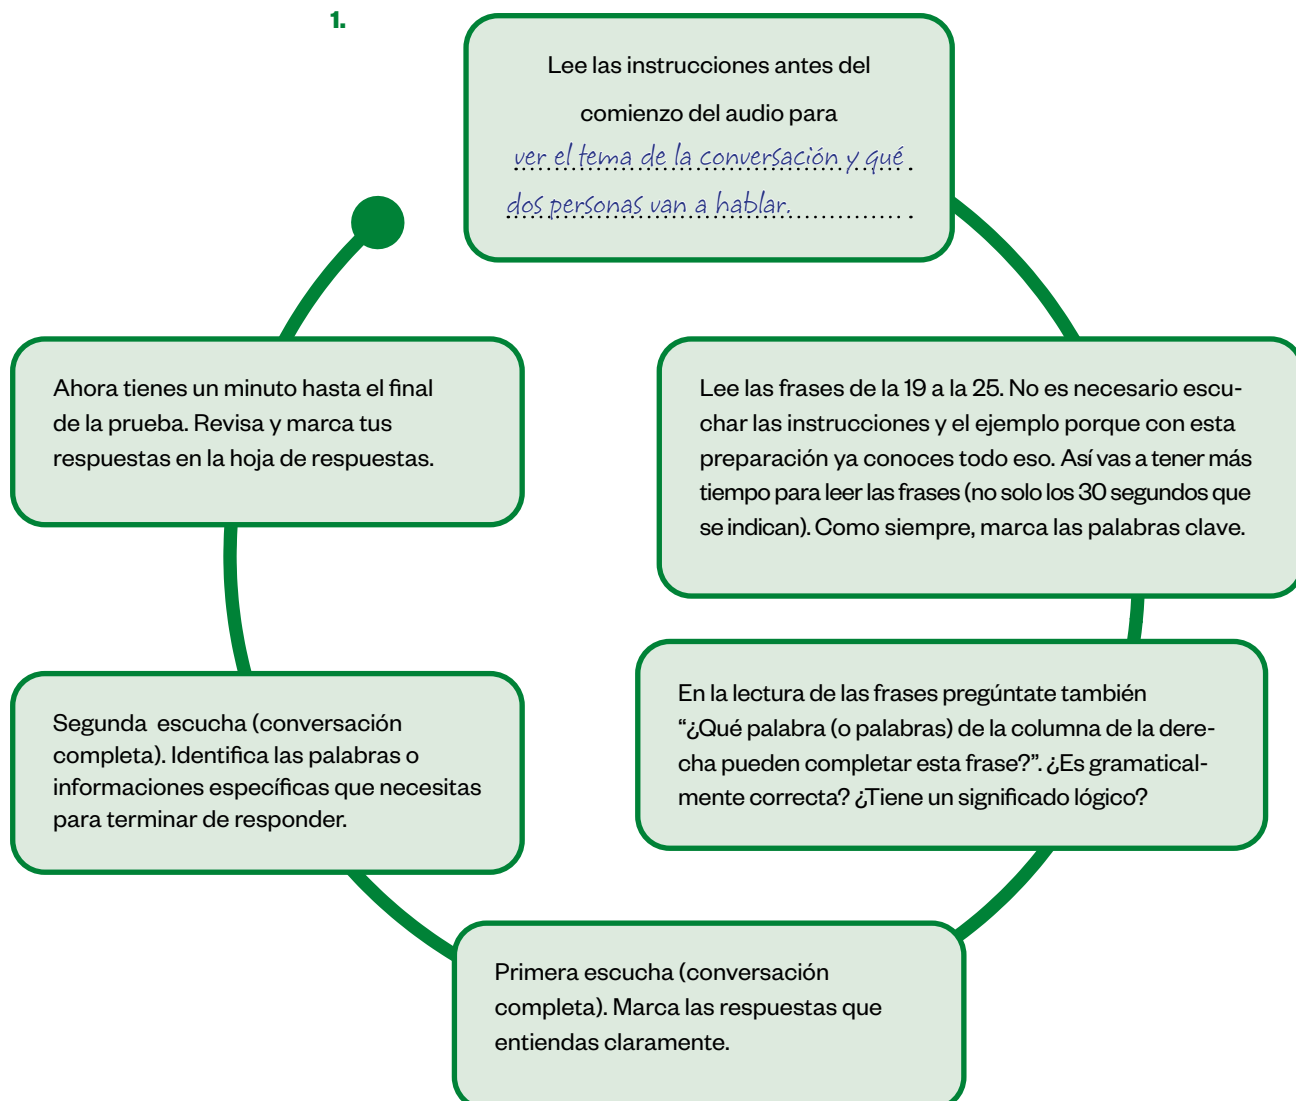 1.
Lee las instrucciones antes del
comienzo del audio para
ver el tema de la conversación y qué
dos personas van a hablar.
Lee las frases de la 19 a la 25. No es necesario escu-
char las instrucciones y el ejemplo porque con esta
preparación ya conoces todo eso. Así vas a tener más
tiempo para leer las frases (no solo los 30 segundos que
se indican). Como siempre, marca las palabras clave.
En la lectura de las frases pregúntate también
“¿Qué palabra (o palabras) de la columna de la dere-
cha pueden completar esta frase?”. ¿Es gramatical-
mente correcta? ¿Tiene un significado lógico?
Primera escucha (conversación
completa). Marca las respuestas que
entiendas claramente.
Segunda escucha (conversación
completa). Identifica las palabras o
informaciones específicas que necesitas
para terminar de responder.
Ahora tienes un minuto hasta el final
de la prueba. Revisa y marca tus
respuestas en la hoja de respuestas.